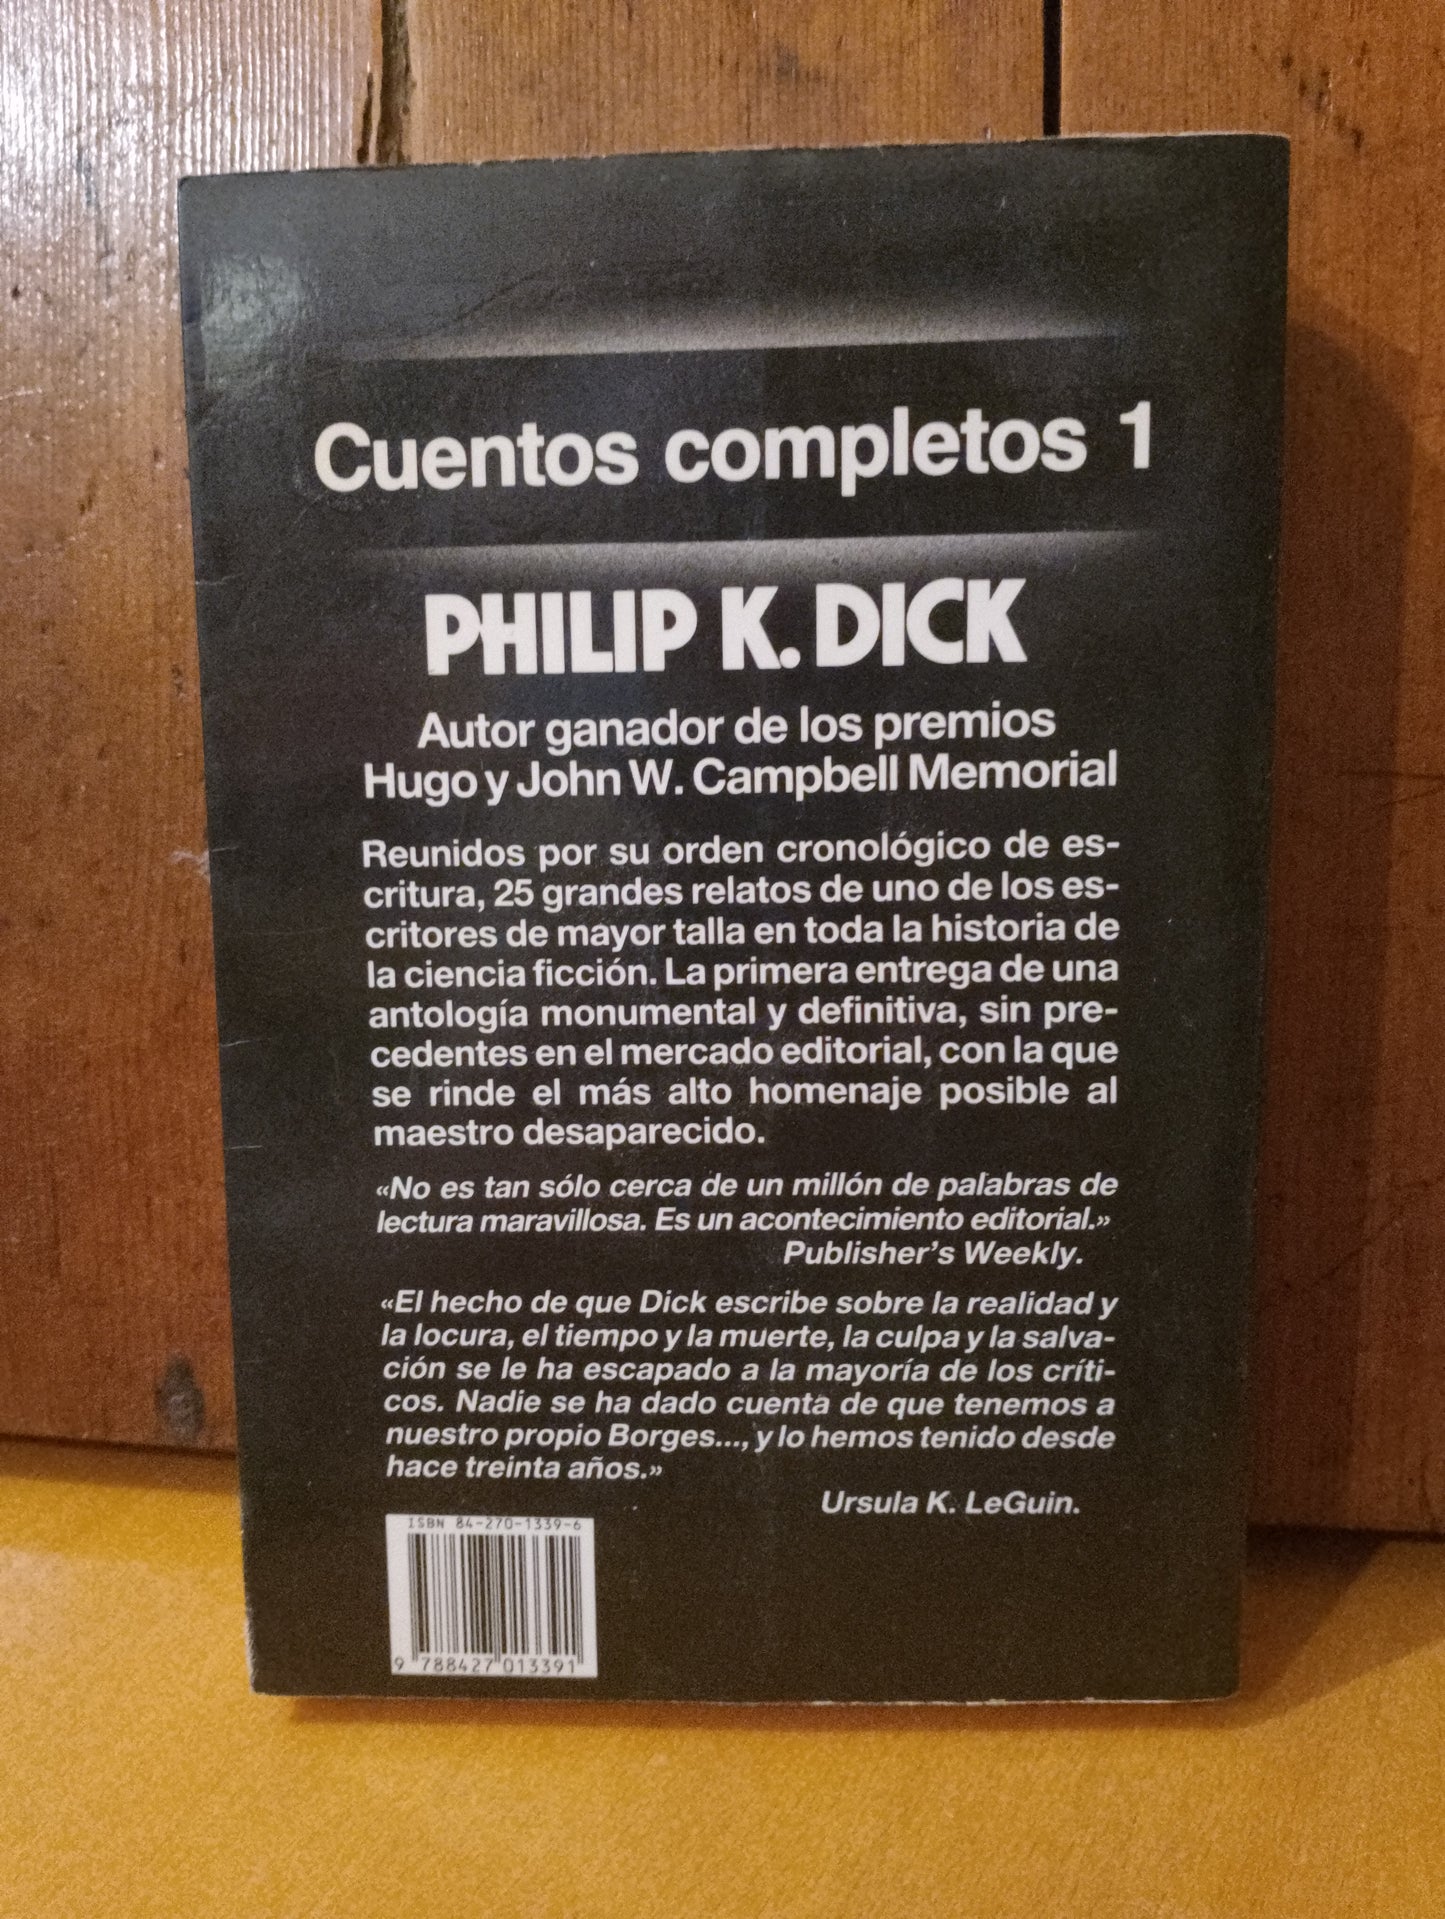 Cuentos completos 1
PHILIP K. DICK
Autor ganador de los premios
Hugo y John W. Campbell Memorial
Reunidos por su orden cronológico de es-
critura, 25 grandes relatos de uno de los es-
critores de mayor talla en toda la historia de
la ciencia ficción. La primera entrega de una
antología monumental y definitiva, sin pre-
cedentes en el mercado editorial, con la que
se rinde el más alto homenaje posible al
maestro desaparecido.
«No es tan sólo cerca de un millón de palabras de
lectura maravillosa. Es un acontecimiento editorial.»
Publisher's Weekly.
«El hecho de que Dick escribe sobre la realidad y
la locura, el tiempo y la muerte, la culpa y la salva-
ción se le ha escapado a la mayoría de los críti-
cos. Nadie se ha dado cuenta de que tenemos a
nuestro propio Borges..., y lo hemos tenido desde
hace treinta años.»
Ursula K. LeGuin.
ISBN 84-270-1339-6
9 788427 013391